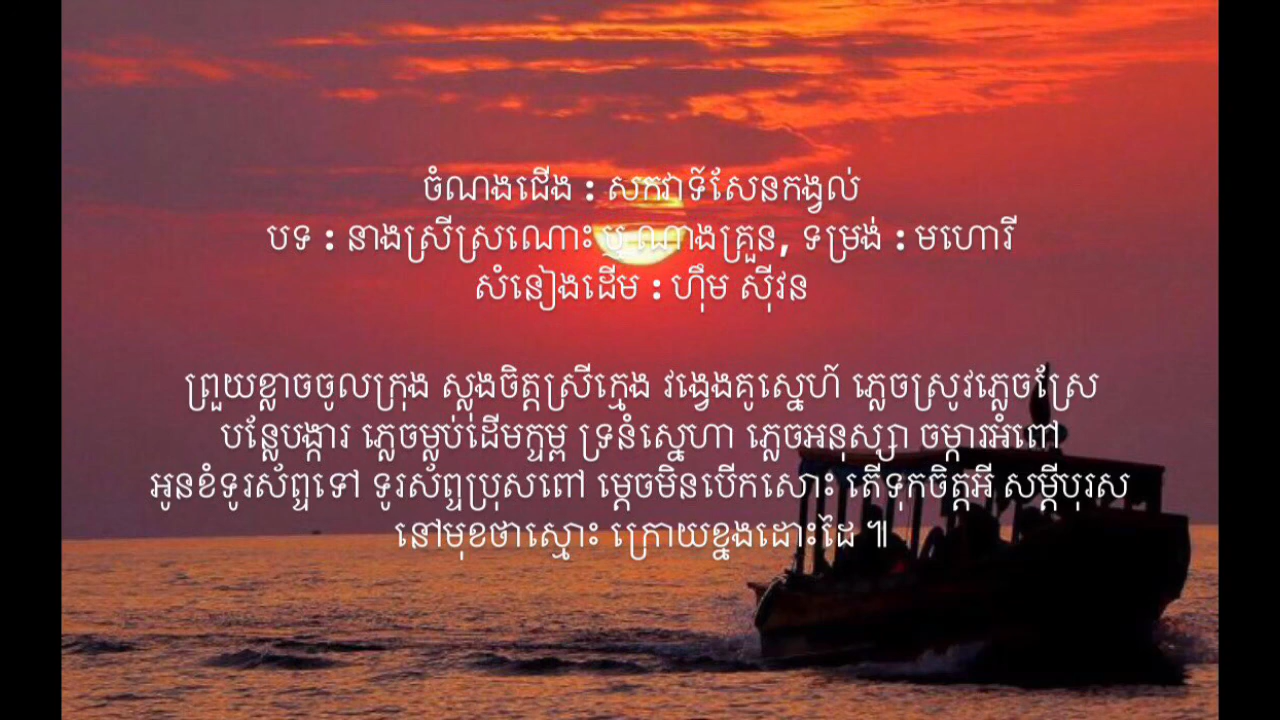 ចំណងជើង : សកវាទ៍សែនកង្វល់
បទ : នាងស្រីស្រណោះ ឬ ណាងគ្រួន, ទម្រង់ : មហោរី
សំនៀងដើម : ហ៊ឹម ស៊ីវន
ព្រួយខ្លាចចូលក្រុង ស្លុងចិត្តស្រីក្មេង វង្វេងគូស្នេហ៍ ភ្លេចស្រូវភ្លេចស្រែ
បន្លែបង្ការ ភ្លេចម្លប់ដើមក្ទម្ព ទ្រនំស្នេហា ភ្លេចអនុស្សា ចម្ការអំពៅ
អូនខំទូរស័ព្ទទៅ ទូរស័ព្ទប្រុសពៅ ម្តេចមិនបើកសោះ តើទុកចិត្តអី សម្តីបុរស
នៅមុខថាស្មោះ ក្រោយខ្នងដោះដៃ ៕